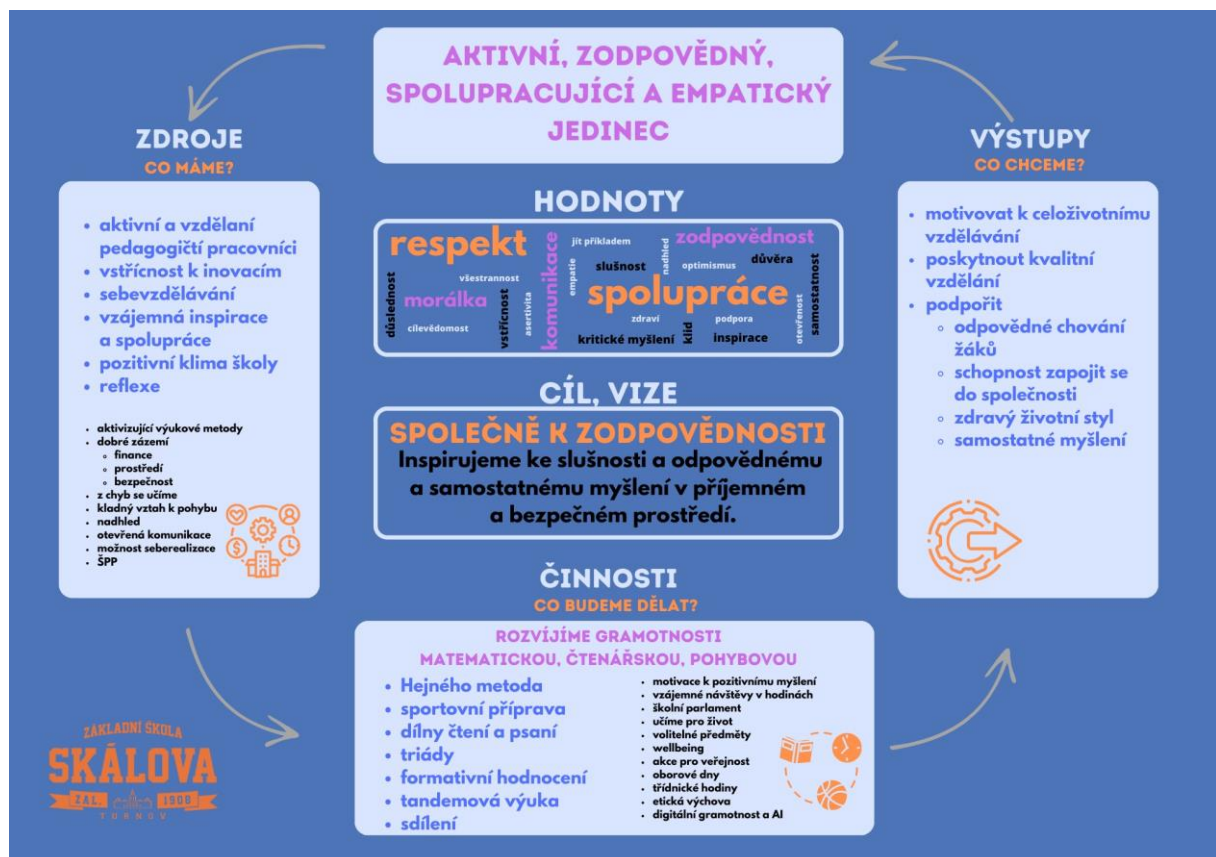 AKTIVNÍ, ZODPOVĚDNÝ,
SPOLUPRACUJÍCÍ A EMPATICKÝ
JEDINEC
ZDROJE
CO MÁME?
• aktivní a vzdělaní
pedagogičtí pracovníci
• vstřícnost k inovacím
• sebevzdělávání
• vzájemná inspirace
a spolupráce
• pozitivní klima školy
• reflexe
• aktivizující výukové metody
• dobré zázemí
◦ finance
◦ prostředí
◦ bezpečnost
• z chyb se učíme
• kladný vztah k pohybu
• nadhled
• otevřená komunikace
• možnost seberealizace
• ŠPP
HODNOTY
respekt
komunikace
jít příkladem
nadhled
zodpovědnost
empatie
slušnost
optimismus
důvěra
samostatnost
důslednost
všestrannost
morálka
vstřícnost
asertivita
spolupráce
otevřenost
cílevědomost
zdraví
podpora
kritické myšlení
klid
inspirace
CÍL, VIZE
SPOLEČNĚ K ZODPOVĚDNOSTI
Inspirujeme ke slušnosti a odpovědnému
a samostatnému myšlení v příjemném
a bezpečném prostředí.
VÝSTUPY
CO CHCEME?
• motivovat k celoživotnímu
vzdělávání
• poskytnout kvalitní
vzdělání
• podpořit
◦ odpovědné chování
žáků
◦ schopnost zapojit se
do společnosti
◦ zdravý životní styl
◦ samostatné myšlení
ČINNOSTI
CO BUDEME DĚLAT?
ROZVÍJÍME GRAMOTNOSTI
MATEMATICKOU, ČTENÁŘSKOU, POHYBOVOU
• Hejného metoda
• sportovní příprava
• dílny čtení a psaní
• triády
• formativní hodnocení
• tandemová výuka
• sdílení
• motivace k pozitivnímu myšlení
• vzájemné návštěvy v hodinách
• školní parlament
• učíme pro život
• volitelné předměty
• wellbeing
• akce pro veřejnost
• oborové dny
• třídnické hodiny
• etická výchova
• digitální gramotnost a AI
ZÁKLADNÍ ŠKOLA
SKÁLOVA
ZAL. 1908
TURNOV